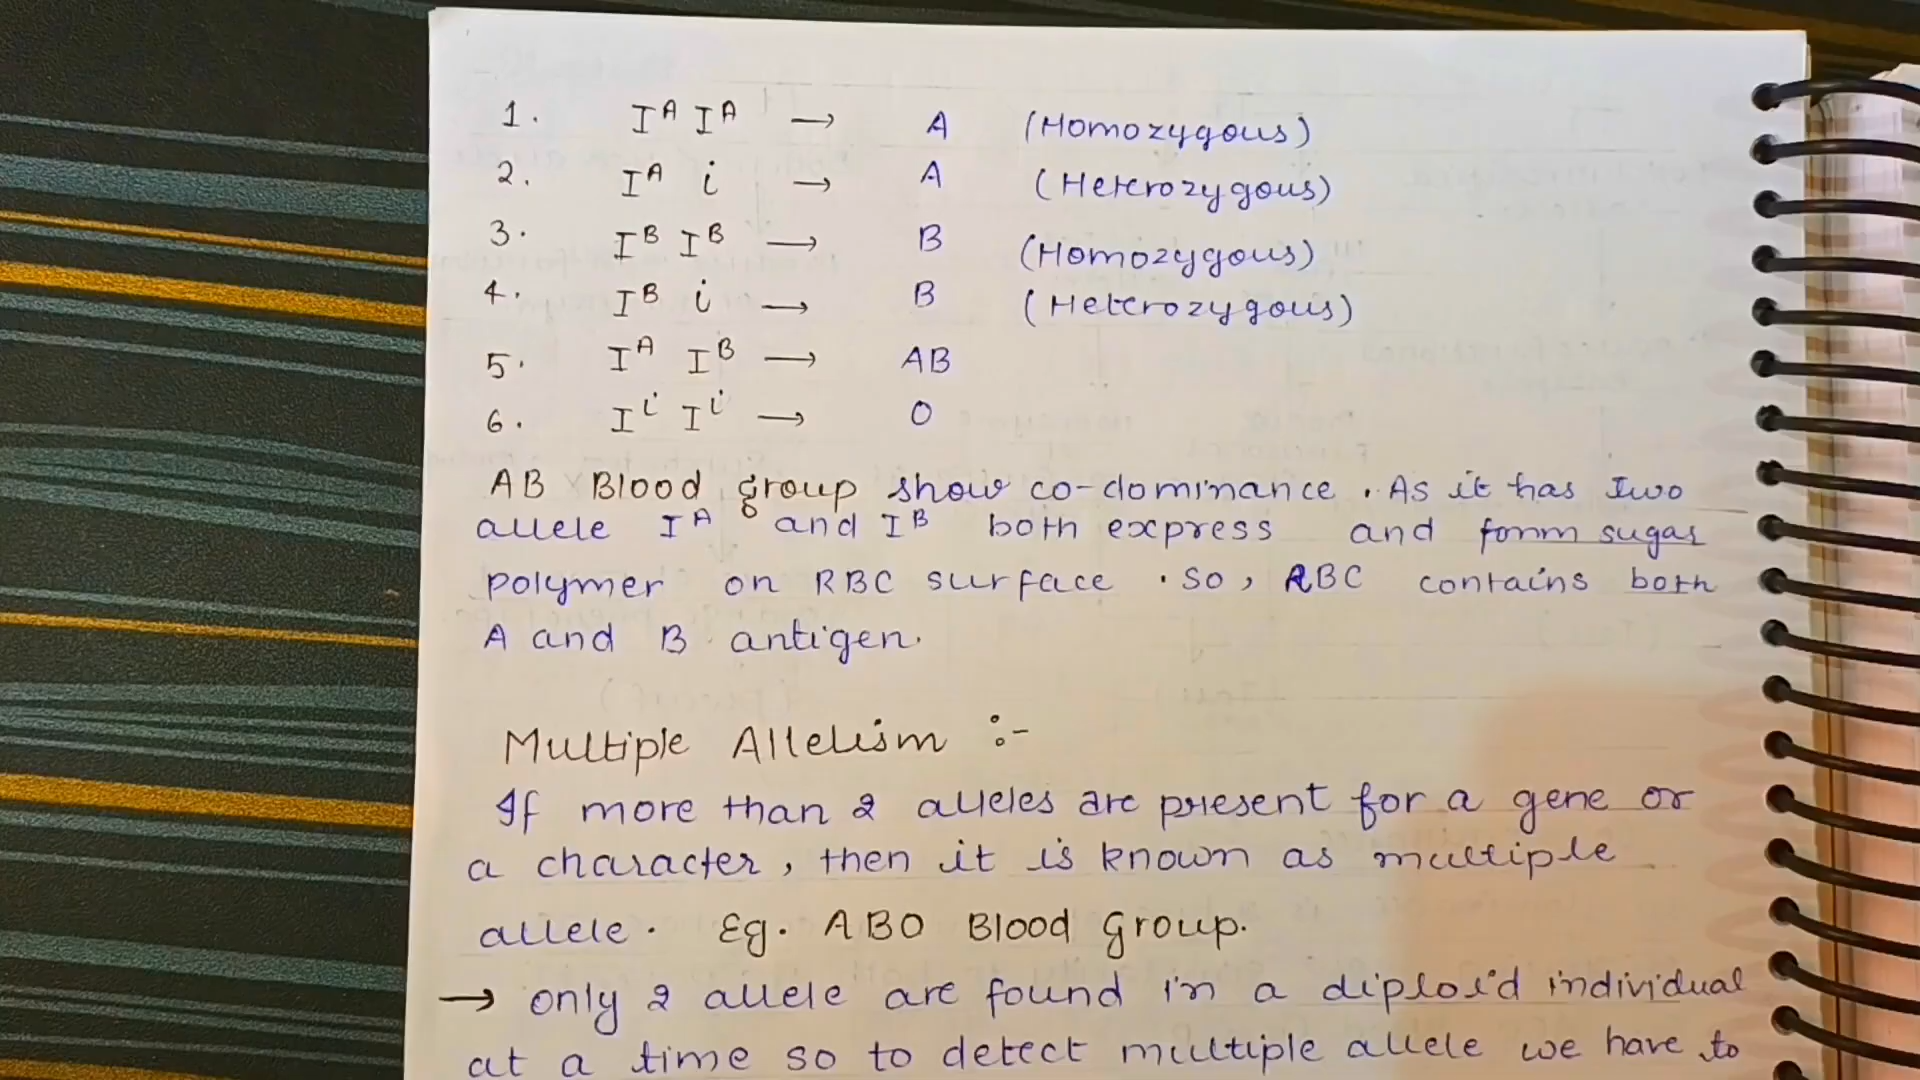 1. I^A I^A → A (Homozygous)
2. I^A i → A (Heterozygous)
3. I^B I^B → B (Homozygous)
4. I^B i → B (Heterozygous)
5. I^A I^B → AB
6. I^i I^i → O
AB Blood group show co-dominance. As it has two
allele I^A and I^B both express and form sugar
polymer on RBC surface. So, RBC contains both
A and B antigen.
Multiple Allelism :-
If more than 2 alleles are present for a gene or
a character, then it is known as multiple
allele. Eg. ABO Blood Group.
→ only 2 allele are found in a diploid individual
at a time so to detect multiple allele we have to